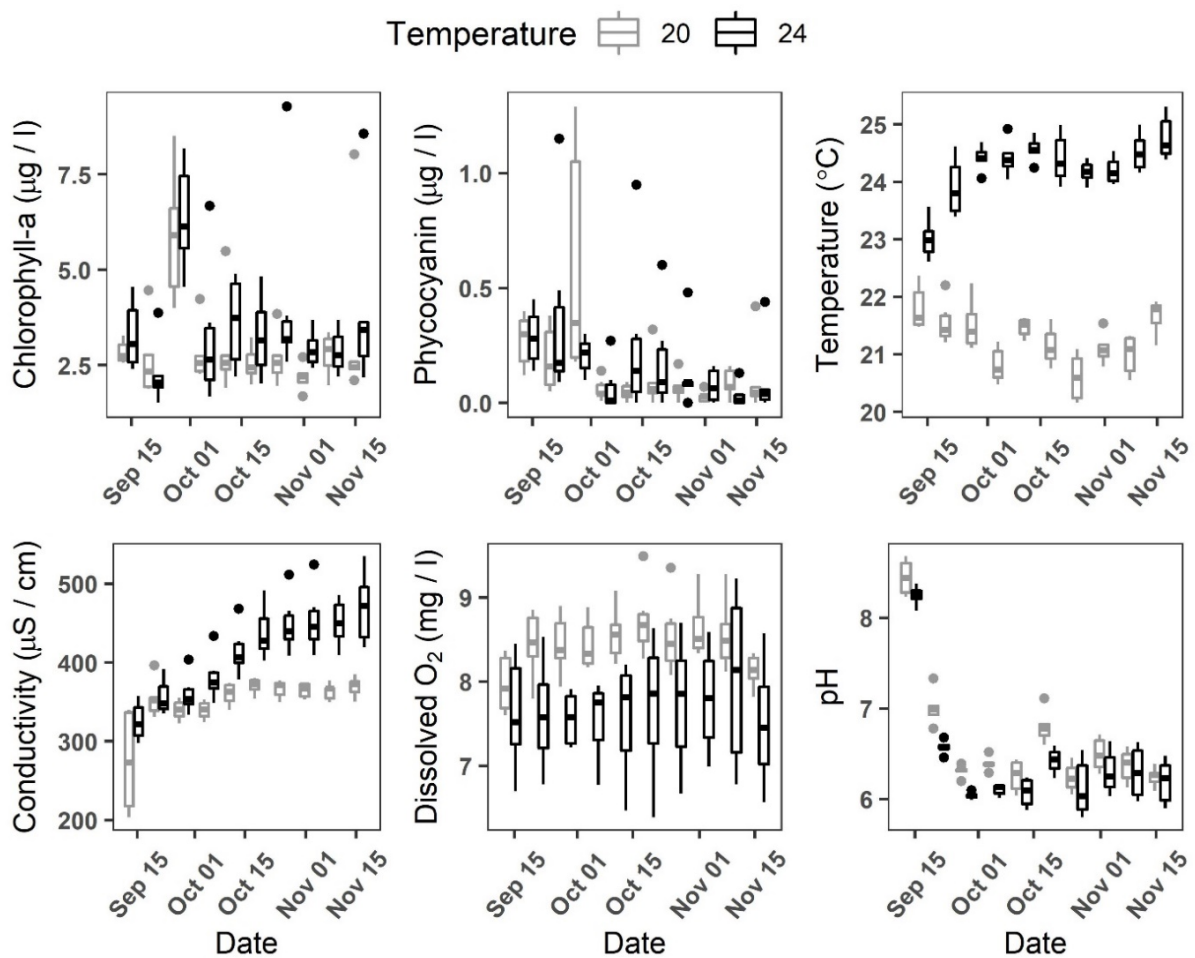 Temperature 20 24
Chlorophyll-a (µg / l)
7.5
5.0
2.5
Sep 15
Oct 01
Oct 15
Nov 01
Nov 15
Phycocyanin (µg / l)
1.0
0.5
0.0
Sep 15
Oct 01
Oct 15
Nov 01
Nov 15
Temperature (°C)
25
24
23
22
21
20
Sep 15
Oct 01
Oct 15
Nov 01
Nov 15
Conductivity (µS / cm)
500
400
300
200
Sep 15
Oct 01
Oct 15
Nov 01
Nov 15
Date
Dissolved O₂ (mg / l)
9
8
7
Sep 15
Oct 01
Oct 15
Nov 01
Nov 15
Date
pH
8
7
6
Sep 15
Oct 01
Oct 15
Nov 01
Nov 15
Date